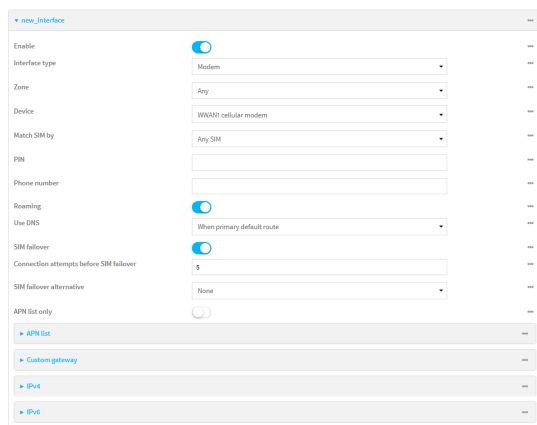 new_interface
Enable
Interface type
Modem
Zone
Any
Device
WWAN1 cellular modem
Match SIM by
Any SIM
PIN
Phone number
Roaming
Use DNS
When primary default route
SIM failover
Connection attempts before SIM failover
5
SIM failover alternative
None
APN list only
APN list
Custom gateway
IPv4
IPv6